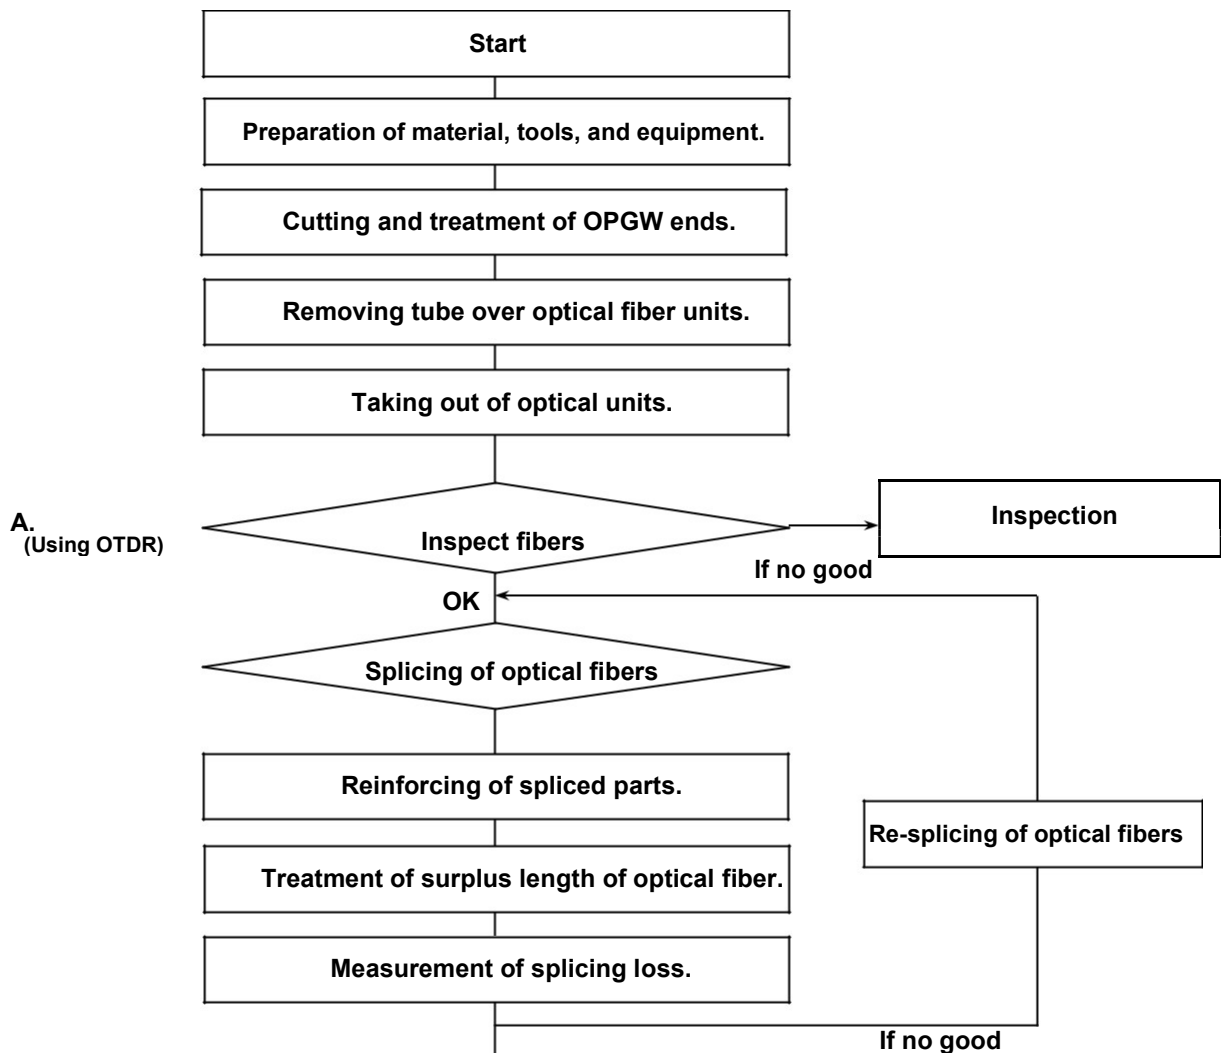 Start
Preparation of material, tools, and equipment.
Cutting and treatment of OPGW ends.
Removing tube over optical fiber units.
Taking out of optical units.
A.
(Using OTDR)
Inspect fibers
Inspection
If no good
OK
Splicing of optical fibers
Reinforcing of spliced parts.
Re-splicing of optical fibers
Treatment of surplus length of optical fiber.
Measurement of splicing loss.
If no good